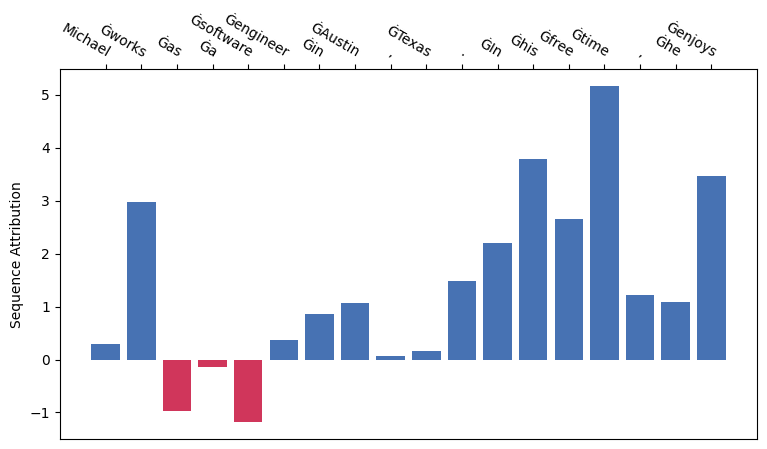 Michael
Ġworks
Ġas
Ġa
Ġsoftware
Ġengineer
Ġin
ĠAustin
,
ĠTexas
.
ĠIn
Ġhis
Ġfree
Ġtime
,
Ġhe
Ġenjoys
Sequence Attribution
5
4
3
2
1
0
−1